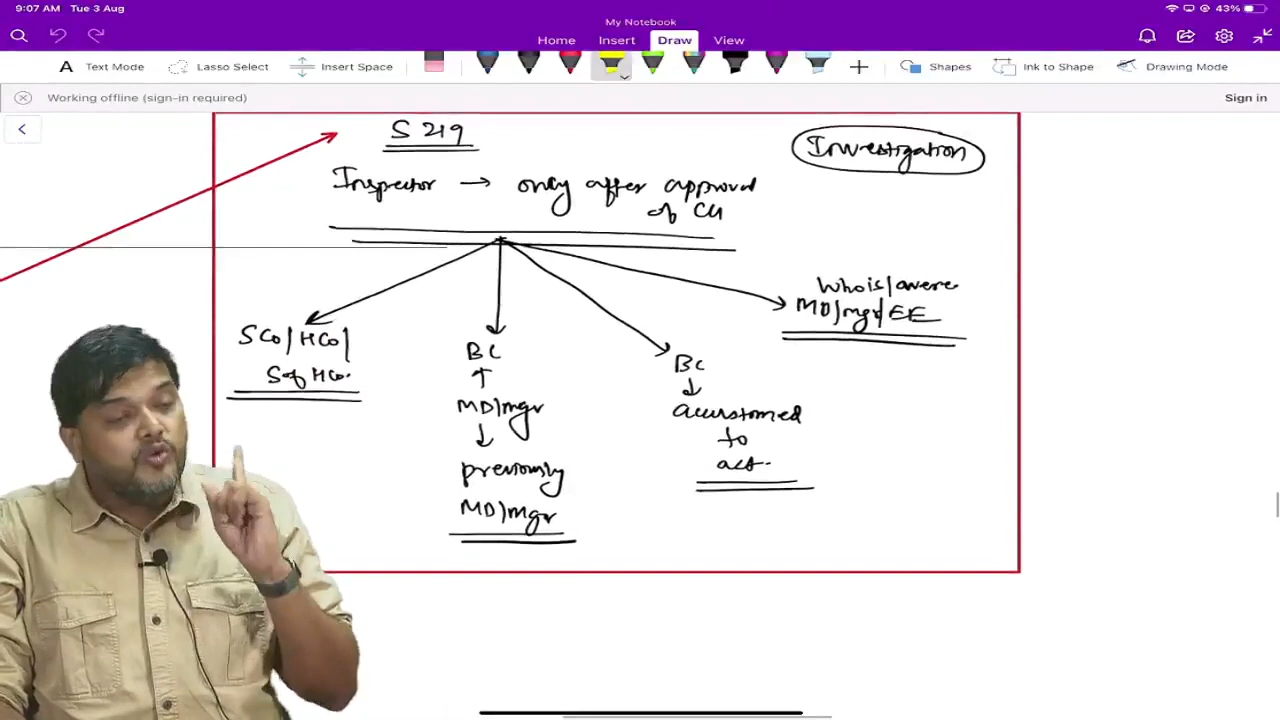 9:07 AM Tue 3 Aug
43%
My Notebook
Home Insert Draw View
A Text Mode Lasso Select Insert Space Shapes Ink to Shape Drawing Mode
Working offline (sign-in required) Sign in
S 219
Investigation
Inspector → only after approval
of CG
SCo/HCo/
S of HCo.
BC
↑
MD/mgr
↓
previously
MD/mgr
BC
↓
accustomed
to
act.
Who is/were
MD/mgr/EE